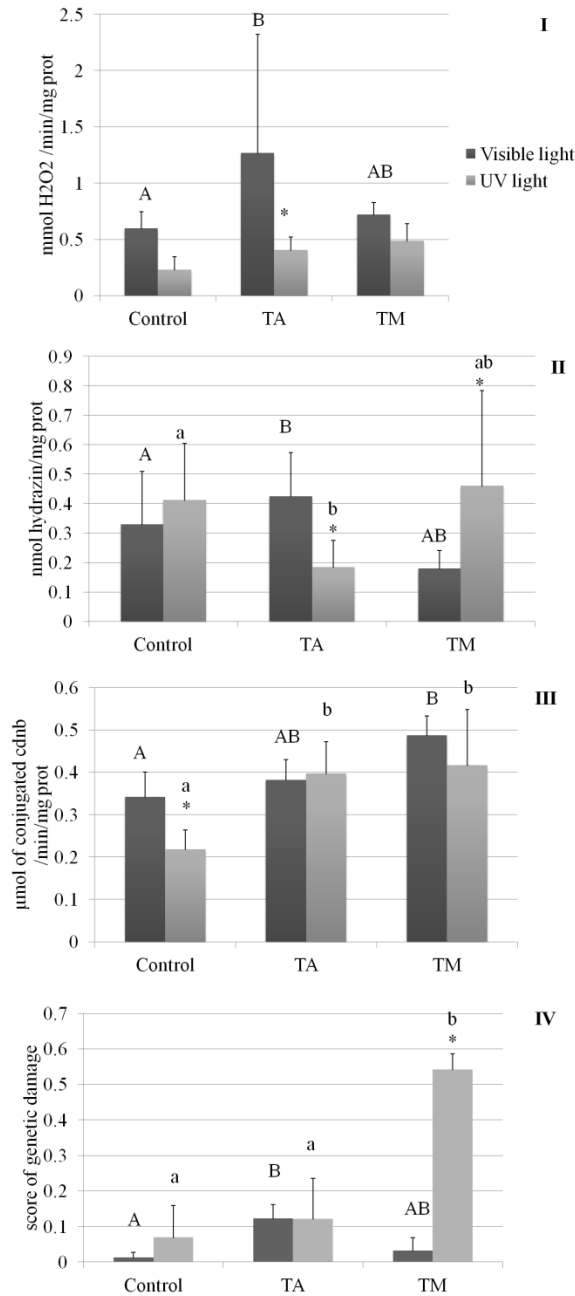 I
mmol H2O2 /min/mg prot
2.5
2
1.5
1
0.5
0
A
B
*
AB
Control
TA
TM
Visible light
UV light
II
mmol hydrazin/mg prot
0.9
0.8
0.7
0.6
0.5
0.4
0.3
0.2
0.1
0
A
a
B
b
*
AB
ab
*
Control
TA
TM
III
μmol of conjugated cdnb
/min/mg prot
0.6
0.5
0.4
0.3
0.2
0.1
0
A
a
*
AB
b
B
b
Control
TA
TM
IV
score of genetic damage
0.7
0.6
0.5
0.4
0.3
0.2
0.1
0
A
a
B
a
AB
b
*
Control
TA
TM